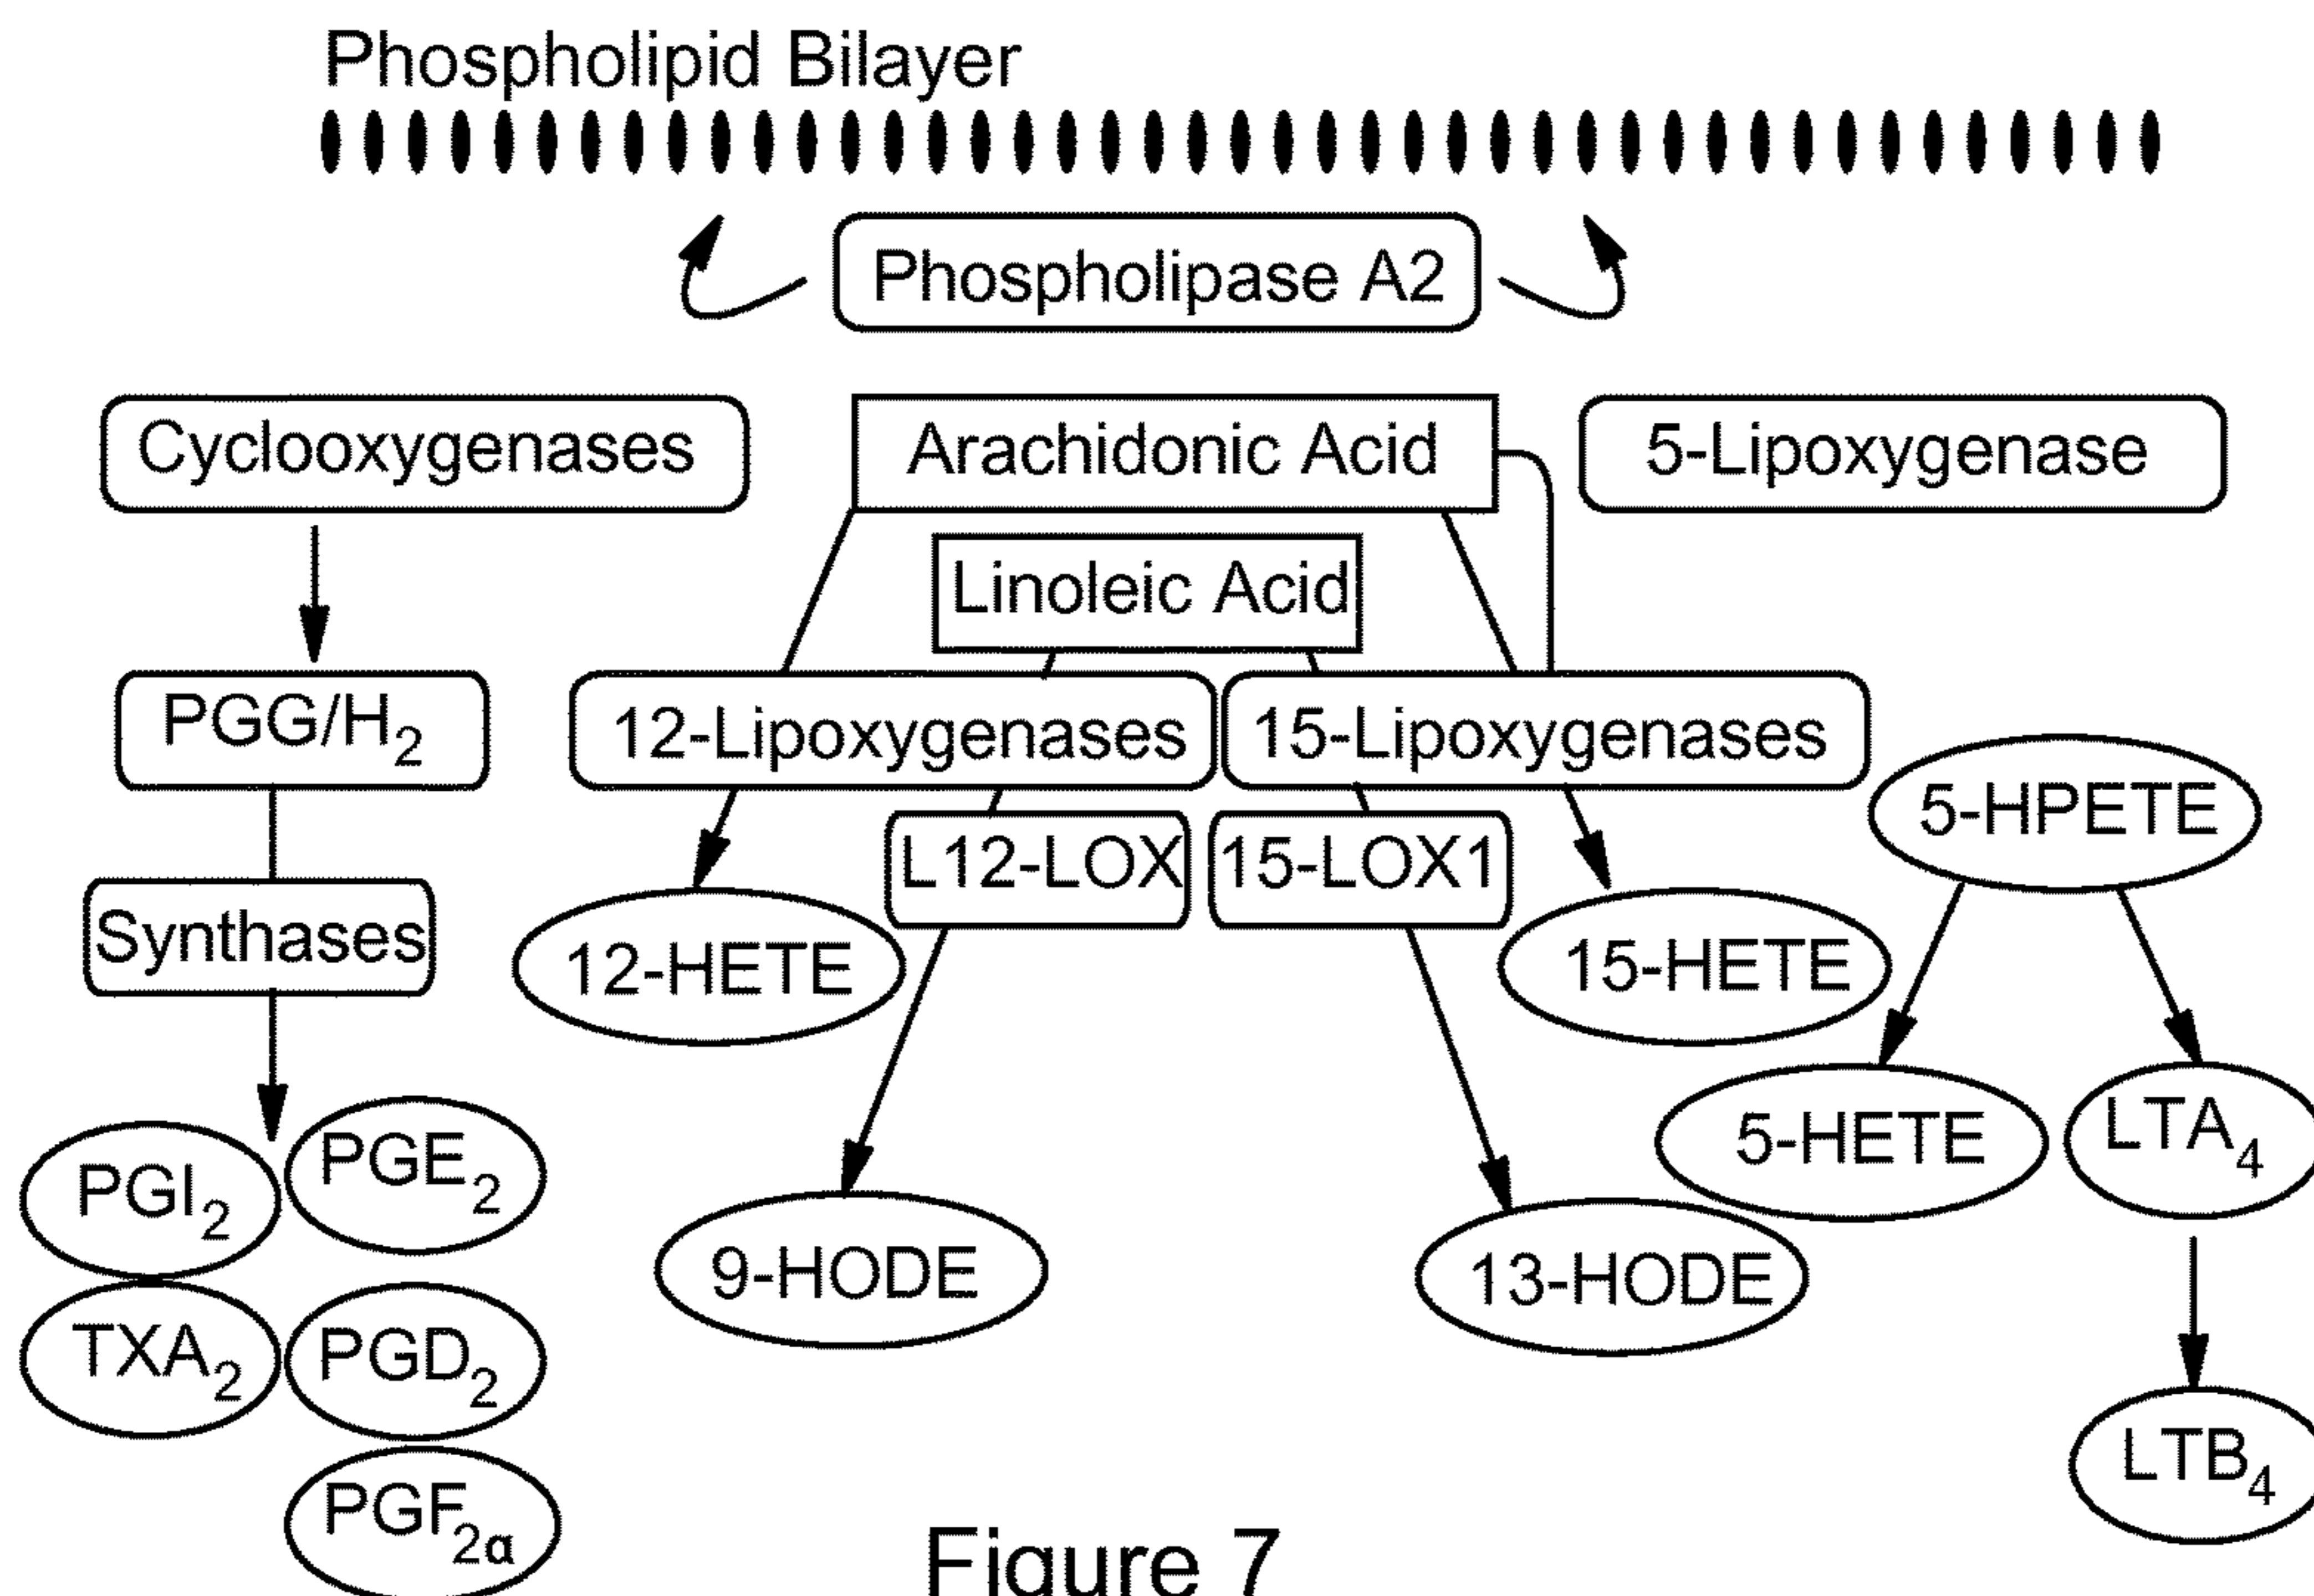 Phospholipid Bilayer
Phospholipase A2
Cyclooxygenases
Arachidonic Acid
5-Lipoxygenase
Linoleic Acid
PGG/H₂
12-Lipoxygenases
15-Lipoxygenases
5-HPETE
L12-LOX
15-LOX1
Synthases
12-HETE
15-HETE
PGI₂
PGE₂
5-HETE
LTA₄
9-HODE
13-HODE
TXA₂
PGD₂
LTB₄
PGF₂α
Figure 7